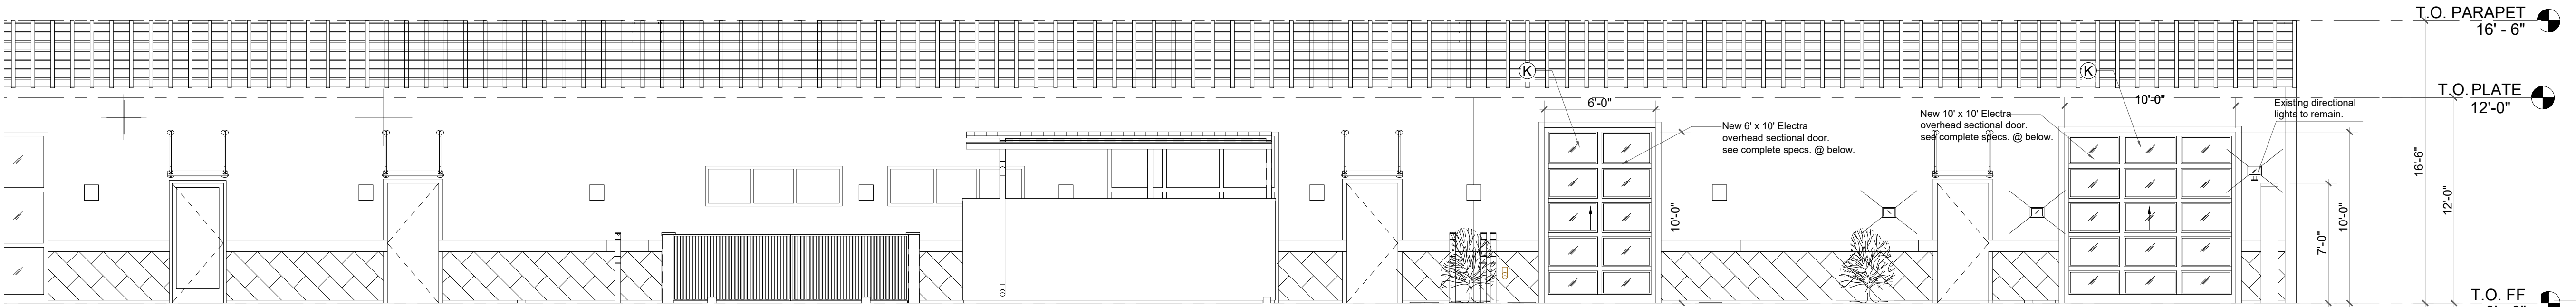 T.O. PARAPET
16' - 6"
K
K
T.O. PLATE
12'-0"
6'-0"
10'-0"
Existing directional
lights to remain.
New 6' x 10' Electra
overhead sectional door.
see complete specs. @ below.
New 10' x 10' Electra
overhead sectional door.
see complete specs. @ below.
10'-0"
7'-0"
10'-0"
12'-0"
16'-6"
T.O. FF